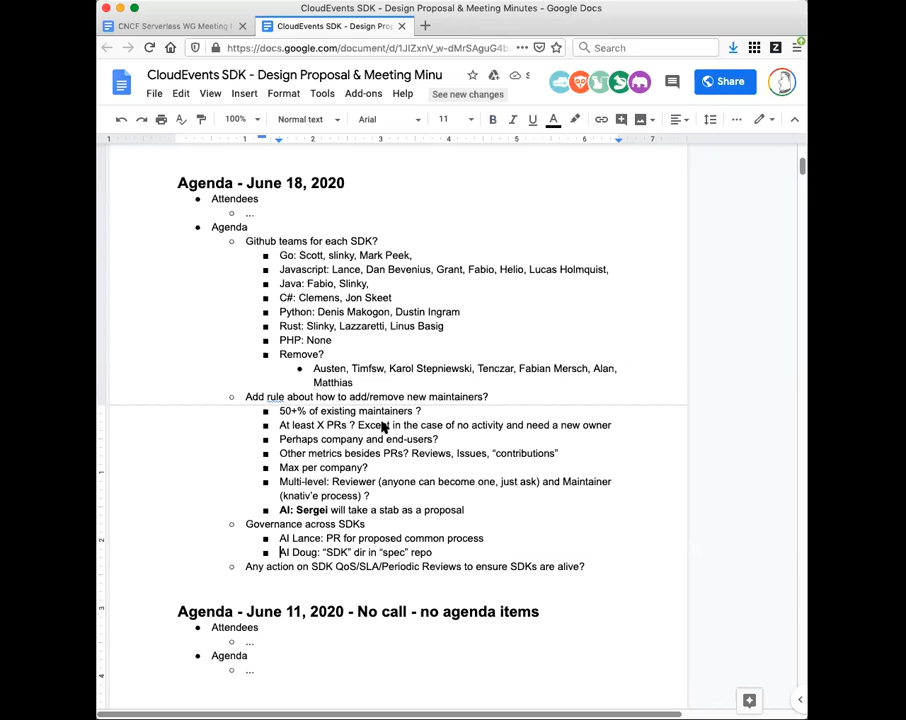 CloudEvents SDK - Design Proposal & Meeting Minutes - Google Docs
CNCF Serverless WG Meeting
CloudEvents SDK - Design Pro
https://docs.google.com/document/d/1JIZxnV_w-dMrSAguG4b
Search
CloudEvents SDK - Design Proposal & Meeting Minu
Share
File Edit View Insert Format Tools Add-ons Help See new changes
100% Normal text Arial 11 B I U A
1 1 2 3 4 5 6 7
Agenda - June 18, 2020
● Attendees
○ ...
● Agenda
○ Github teams for each SDK?
■ Go: Scott, slinky, Mark Peek,
■ Javascript: Lance, Dan Bevenius, Grant, Fabio, Helio, Lucas Holmquist,
■ Java: Fabio, Slinky,
■ C#: Clemens, Jon Skeet
■ Python: Denis Makogon, Dustin Ingram
■ Rust: Slinky, Lazzaretti, Linus Basig
■ PHP: None
■ Remove?
● Austen, Timfsw, Karol Stepniewski, Tenczar, Fabian Mersch, Alan,
Matthias
○ Add rule about how to add/remove new maintainers?
■ 50+% of existing maintainers ?
■ At least X PRs ? Except in the case of no activity and need a new owner
■ Perhaps company and end-users?
■ Other metrics besides PRs? Reviews, Issues, “contributions”
■ Max per company?
■ Multi-level: Reviewer (anyone can become one, just ask) and Maintainer
(knativ'e process) ?
■ AI: Sergei will take a stab as a proposal
○ Governance across SDKs
■ AI Lance: PR for proposed common process
■ AI Doug: “SDK” dir in “spec” repo
○ Any action on SDK QoS/SLA/Periodic Reviews to ensure SDKs are alive?
Agenda - June 11, 2020 - No call - no agenda items
● Attendees
○ ...
● Agenda
○ ...